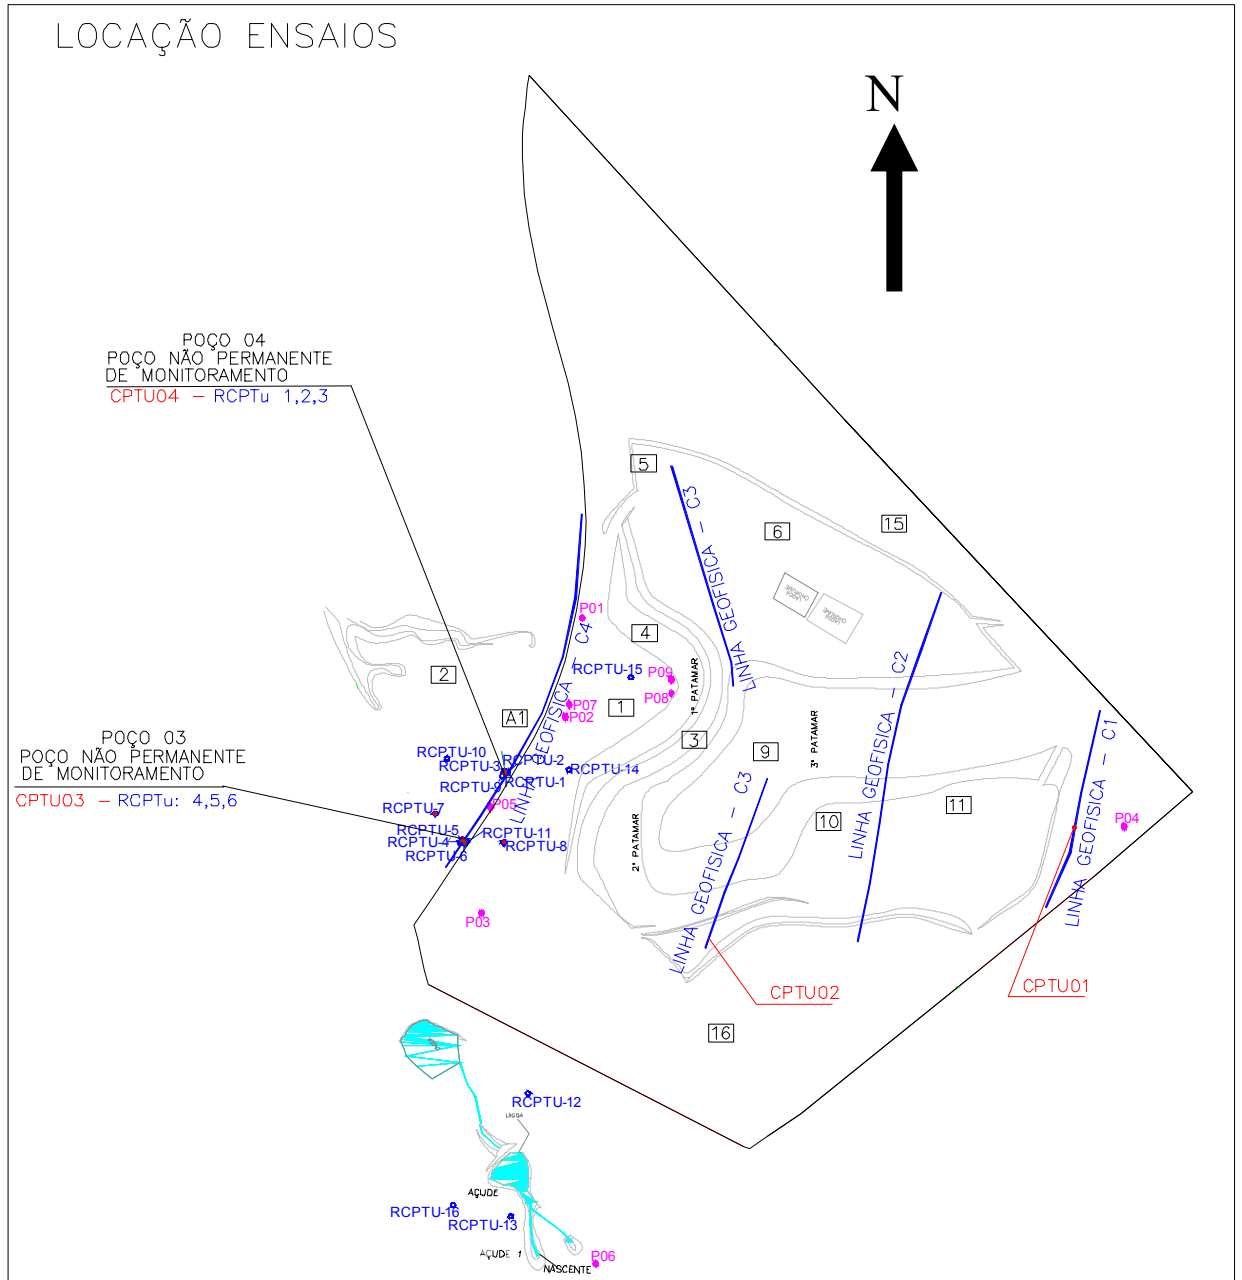 LOCAÇÃO ENSAIOS
N
POÇO 04
POÇO NÃO PERMANENTE
DE MONITORAMENTO
CPTU04 - RCPTu 1,2,3
5
LINHA GEOFISICA - C3
6
15
P01
LINHA GEOFISICA - C4
4
2
RCPTU-15
P09
P08
1º PATAMAR
LINHA GEOFISICA - C2
P07
P02
1
A1
3
9
3º PATAMAR
LINHA GEOFISICA - C1
POÇO 03
POÇO NÃO PERMANENTE
DE MONITORAMENTO
CPTU03 - RCPTu: 4,5,6
RCPTU-10
RCPTU-3
RCPTU-2
RCPTU-1
RCPTU-9
RCPTU-14
RCPTU-7
P05
RCPTU-5
RCPTU-4
RCPTU-6
RCPTU-11
RCPTU-8
2º PATAMAR
LINHA GEOFISICA - C3
10
11
P04
P03
CPTU02
CPTU01
16
RCPTU-12
LAGOA
AÇUDE
RCPTU-16
RCPTU-13
AÇUDE 1
NASCENTE
P06